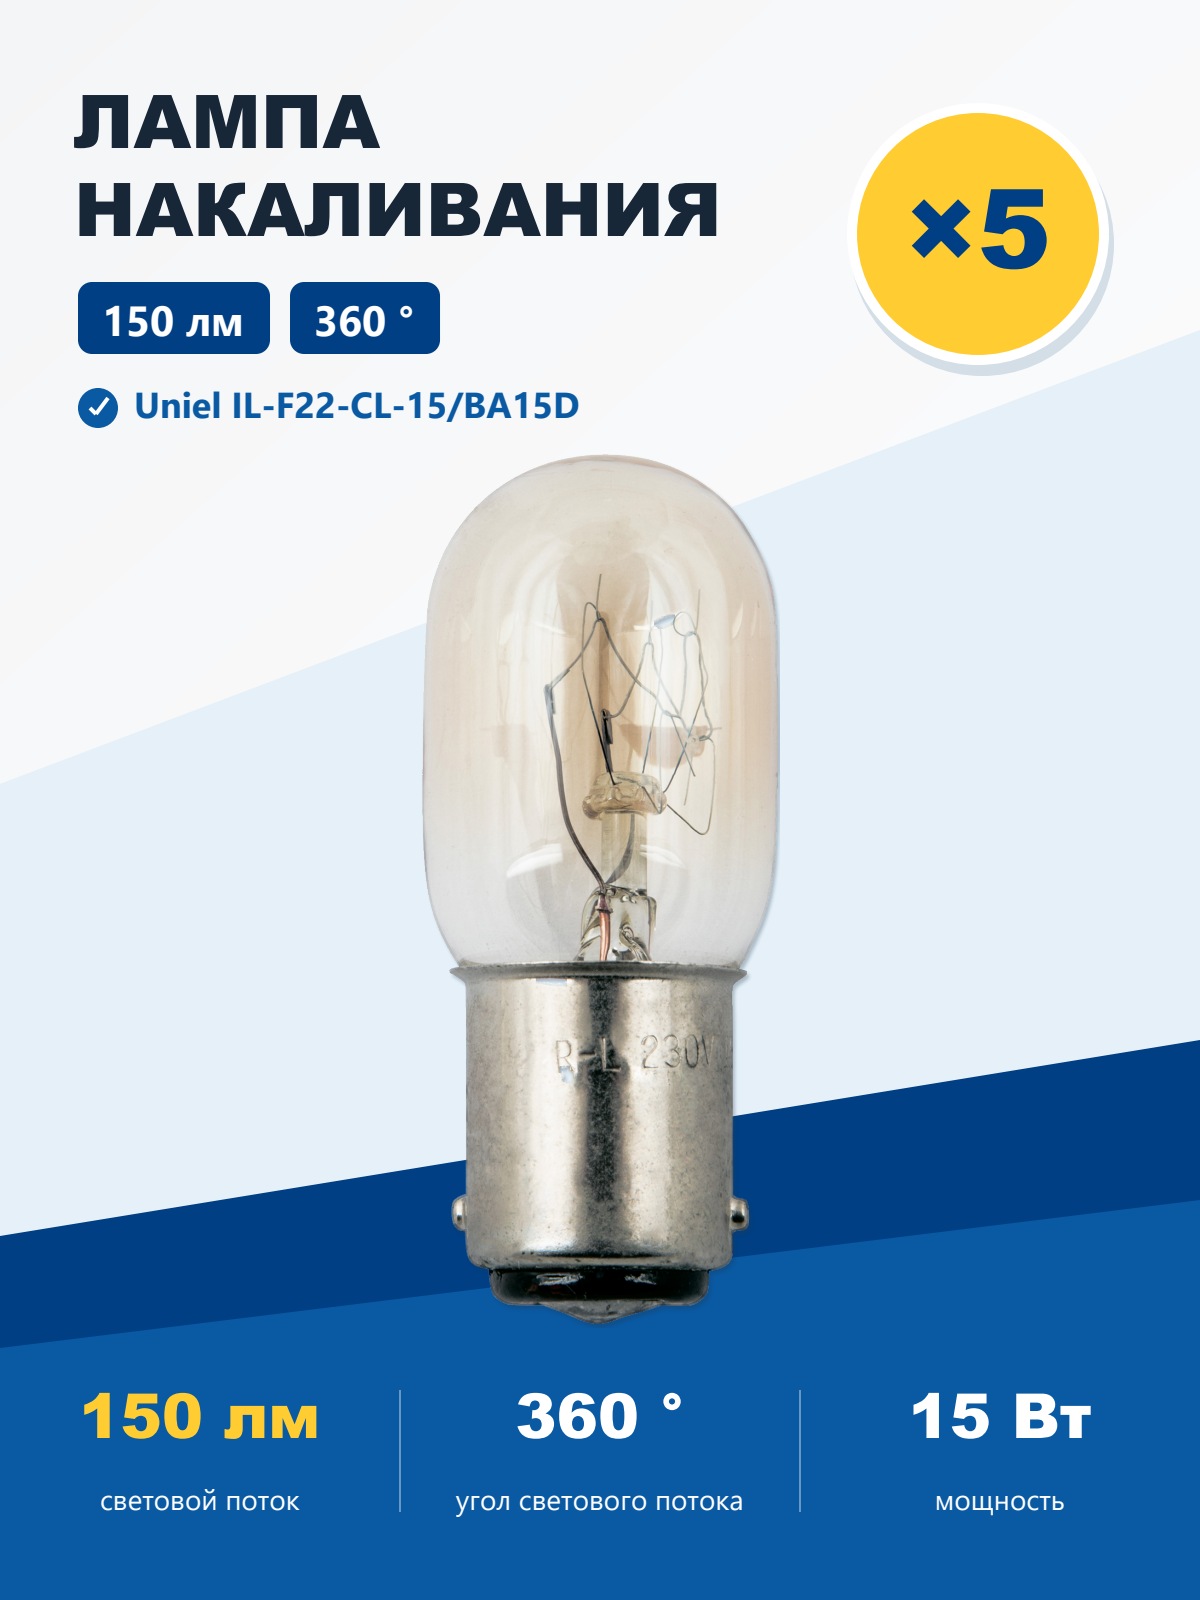 ЛАМПА
НАКАЛИВАНИЯ
×5
150 лм
360 °
Uniel IL-F22-CL-15/BA15D
R-L 230V
150 лм
360 °
15 Вт
световой поток
угол светового потока
мощность